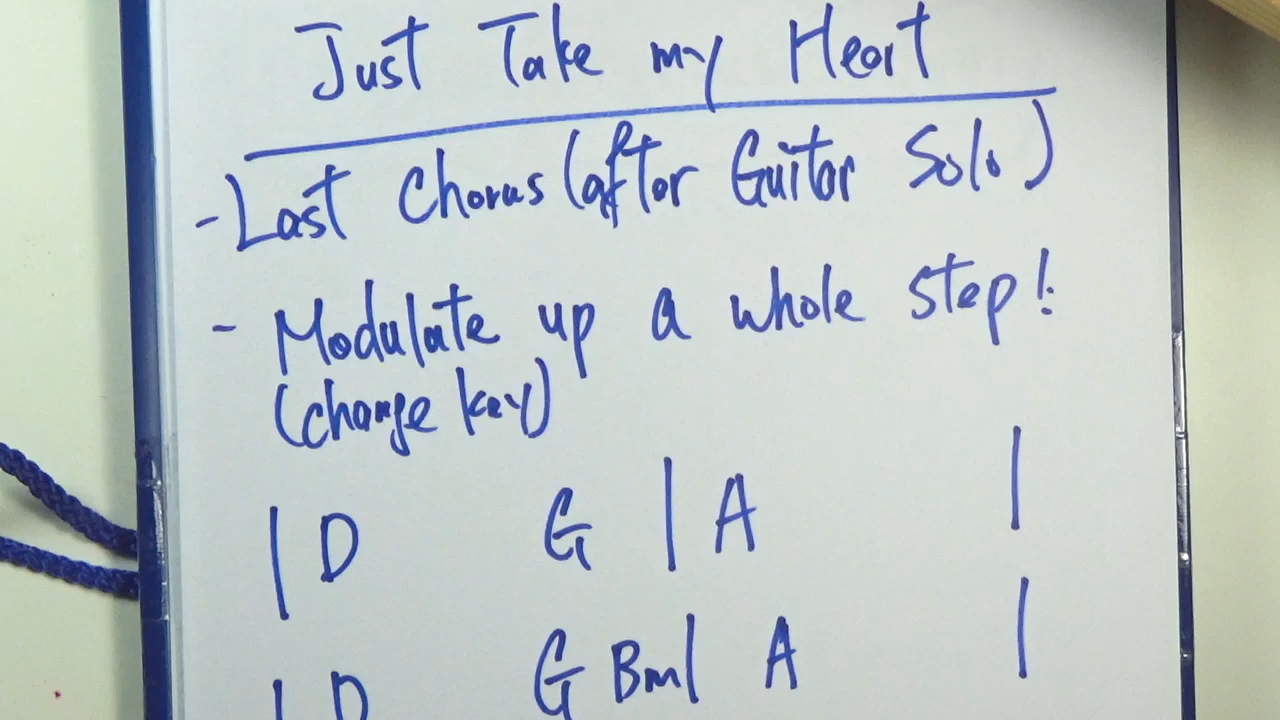 Just Take my Heart
- Last Chorus (after Guitar Solo)
- Modulate up a whole step!
(change key)
| D G | A |
| D G Bm | A |